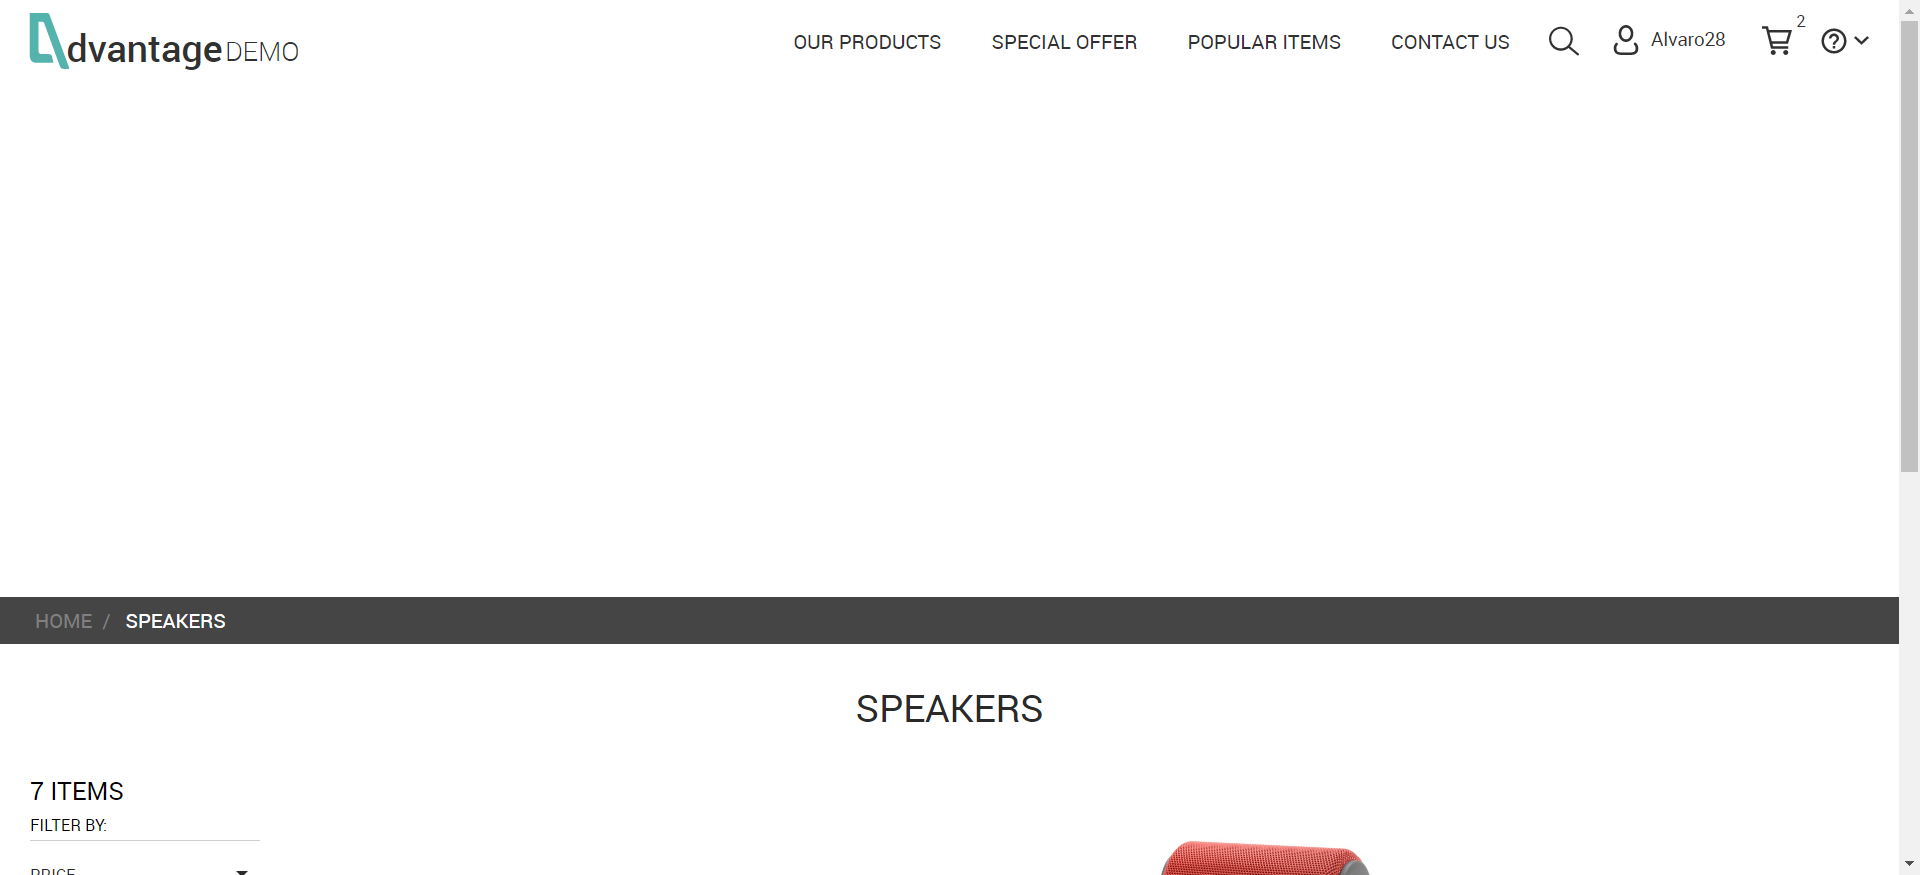 dvantage DEMO
OUR PRODUCTS SPECIAL OFFER POPULAR ITEMS CONTACT US Alvaro28 2
HOME / SPEAKERS
SPEAKERS
7 ITEMS
FILTER BY:
PRICE